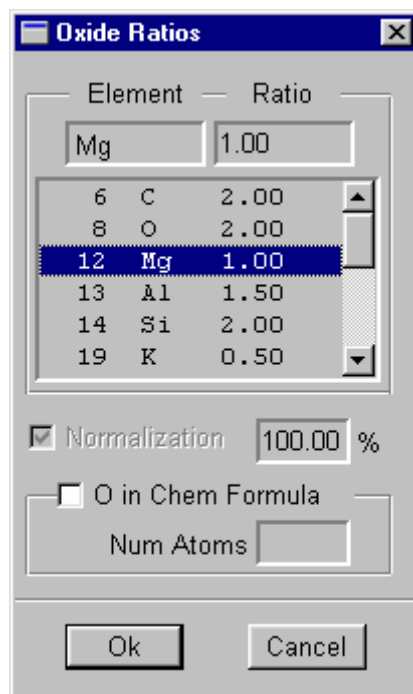 Oxide Ratios
Element Ratio
Mg 1.00
6 C 2.00
8 O 2.00
12 Mg 1.00
13 Al 1.50
14 Si 2.00
19 K 0.50
Normalization 100.00 %
O in Chem Formula
Num Atoms
Ok Cancel